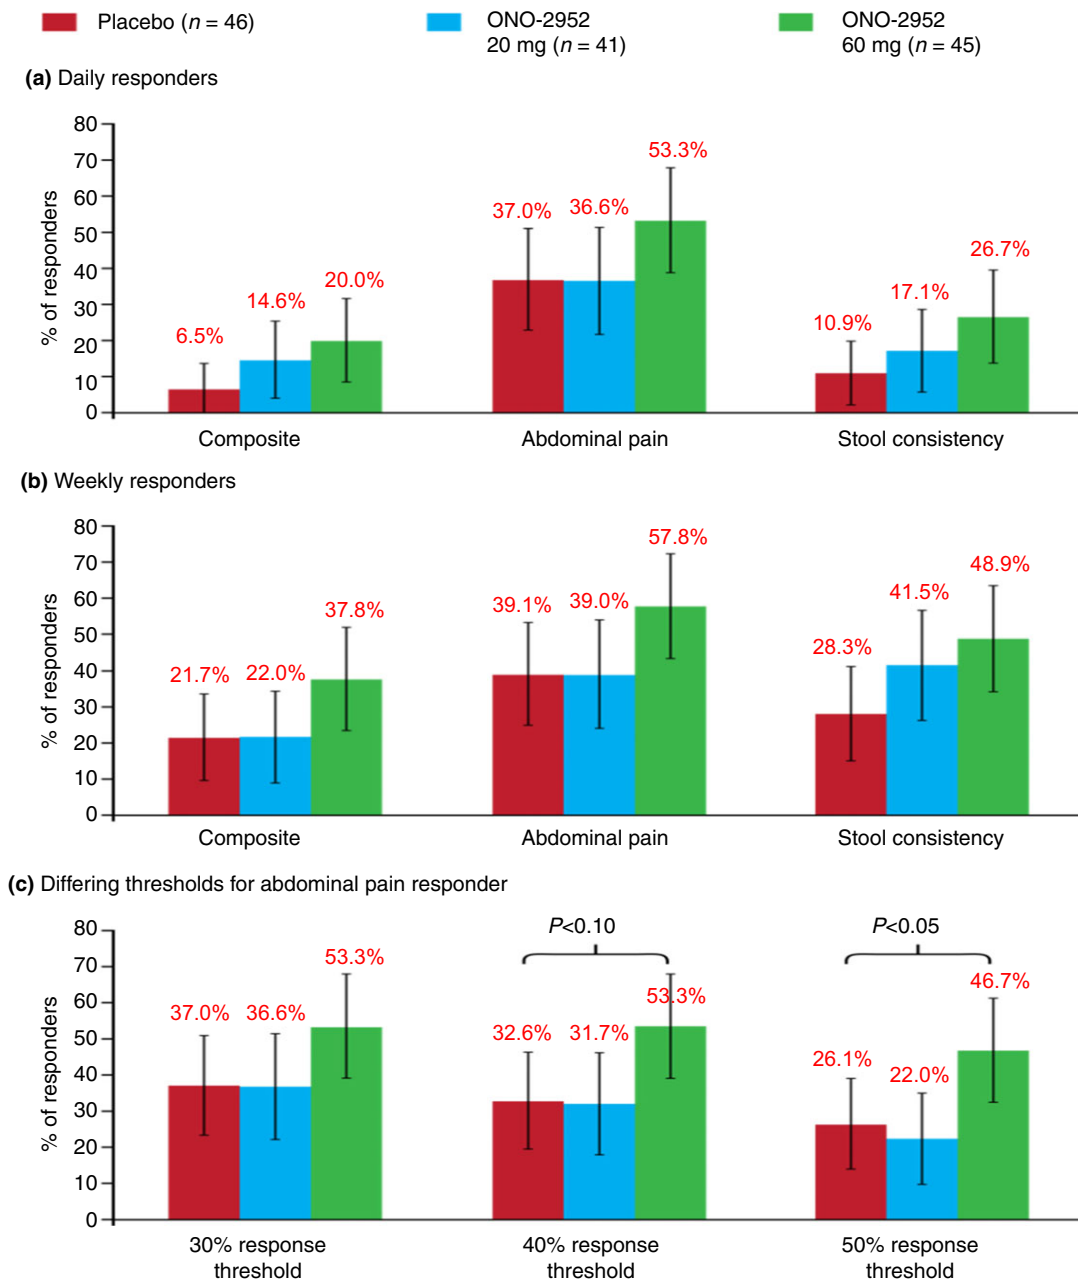 Placebo (n = 46)
ONO-2952
20 mg (n = 41)
ONO-2952
60 mg (n = 45)
(a) Daily responders
% of responders
80
70
60
50
40
30
20
10
0
6.5%
14.6%
20.0%
37.0%
36.6%
53.3%
10.9%
17.1%
26.7%
Composite
Abdominal pain
Stool consistency
(b) Weekly responders
% of responders
80
70
60
50
40
30
20
10
0
21.7%
22.0%
37.8%
39.1%
39.0%
57.8%
28.3%
41.5%
48.9%
Composite
Abdominal pain
Stool consistency
(c) Differing thresholds for abdominal pain responder
% of responders
80
70
60
50
40
30
20
10
0
37.0%
36.6%
53.3%
P<0.10
32.6%
31.7%
53.3%
P<0.05
26.1%
22.0%
46.7%
30% response
threshold
40% response
threshold
50% response
threshold